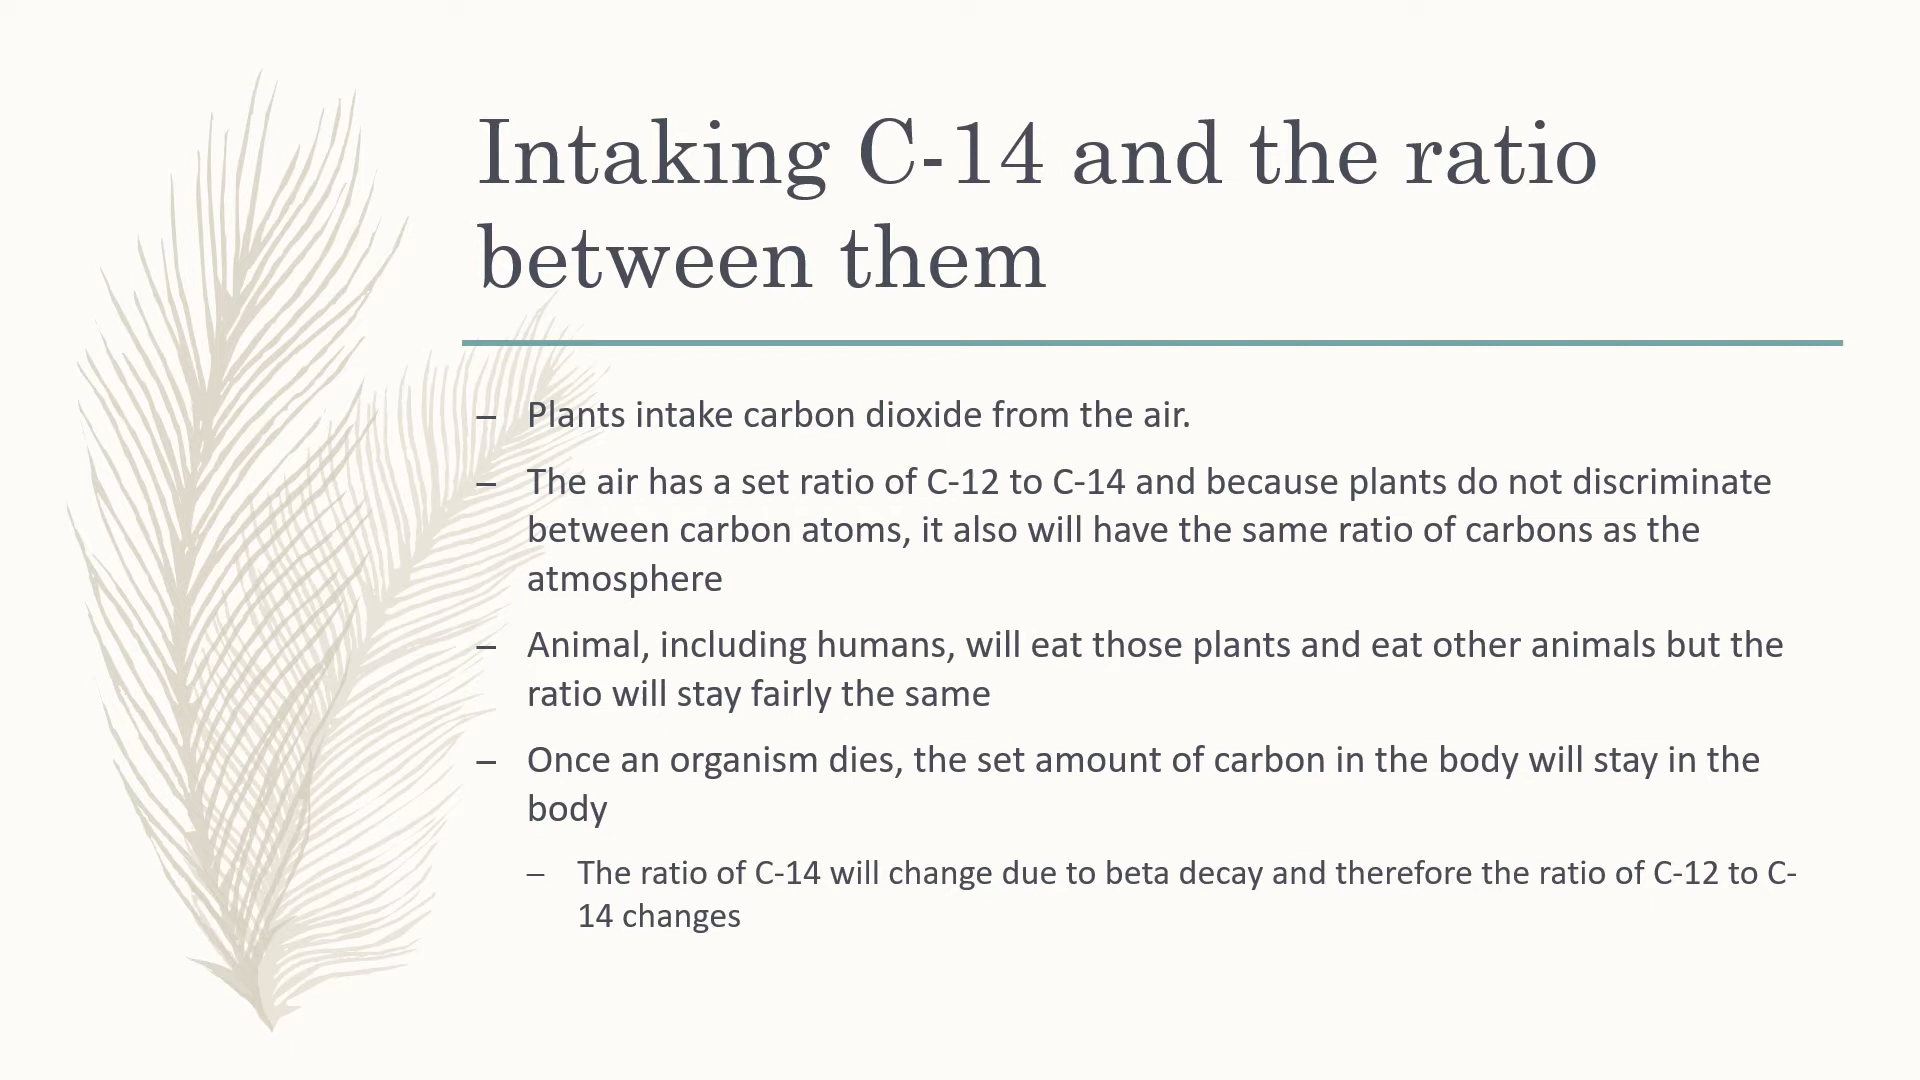 Intaking C-14 and the ratio
between them
– Plants intake carbon dioxide from the air.
– The air has a set ratio of C-12 to C-14 and because plants do not discriminate
between carbon atoms, it also will have the same ratio of carbons as the
atmosphere
– Animal, including humans, will eat those plants and eat other animals but the
ratio will stay fairly the same
– Once an organism dies, the set amount of carbon in the body will stay in the
body
– The ratio of C-14 will change due to beta decay and therefore the ratio of C-12 to C-
14 changes